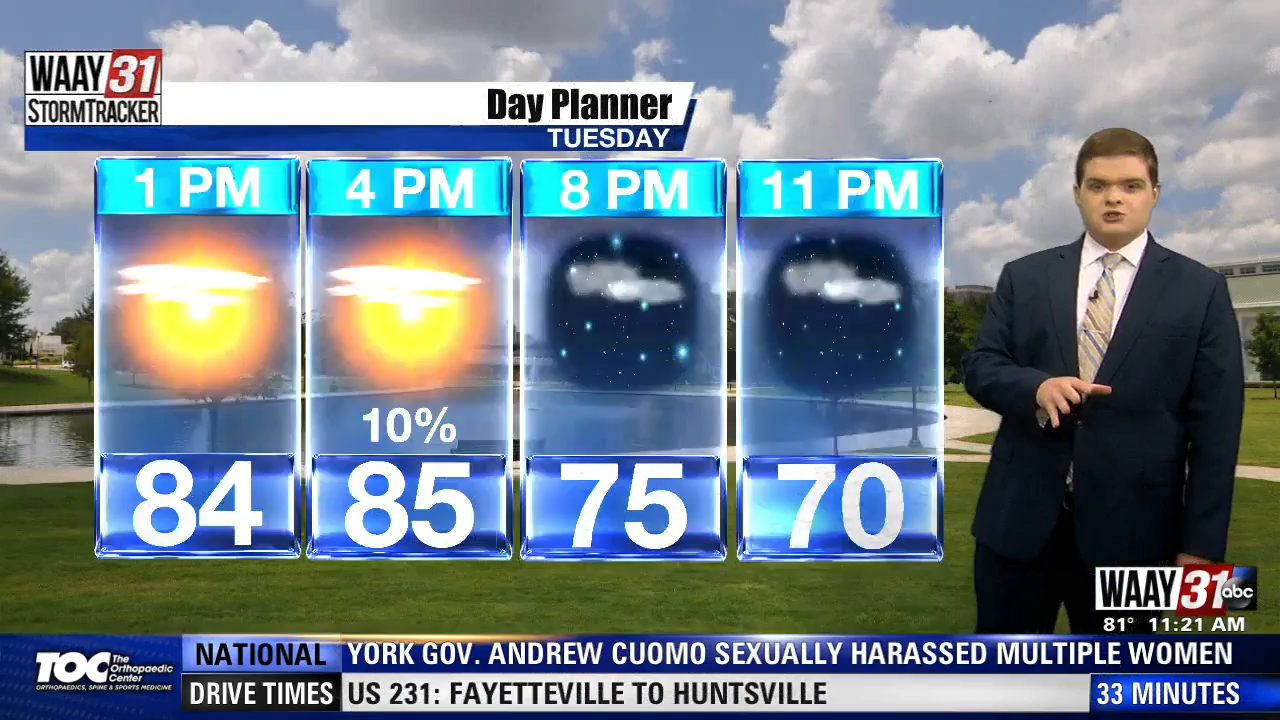 WAAY 31
STORMTRACKER
Day Planner
TUESDAY
1 PM
4 PM
8 PM
11 PM
10%
84
85
75
70
WAAY 31 abc
81° 11:21 AM
TOC The Orthopaedic Center
ORTHOPAEDICS, SPINE & SPORTS MEDICINE
NATIONAL
YORK GOV. ANDREW CUOMO SEXUALLY HARASSED MULTIPLE WOMEN
DRIVE TIMES
US 231: FAYETTEVILLE TO HUNTSVILLE
33 MINUTES